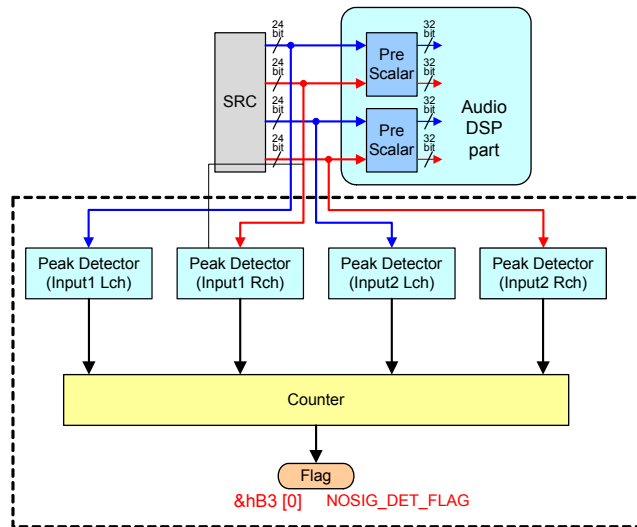 24
bit
24
bit
24
bit
24
bit
SRC
Pre
Scalar
Pre
Scalar
32
bit
32
bit
32
bit
32
bit
Audio
DSP
part
Peak Detector
(Input1 Lch)
Peak Detector
(Input1 Rch)
Peak Detector
(Input2 Lch)
Peak Detector
(Input2 Rch)
Counter
Flag
&hB3 [0] NOSIG_DET_FLAG